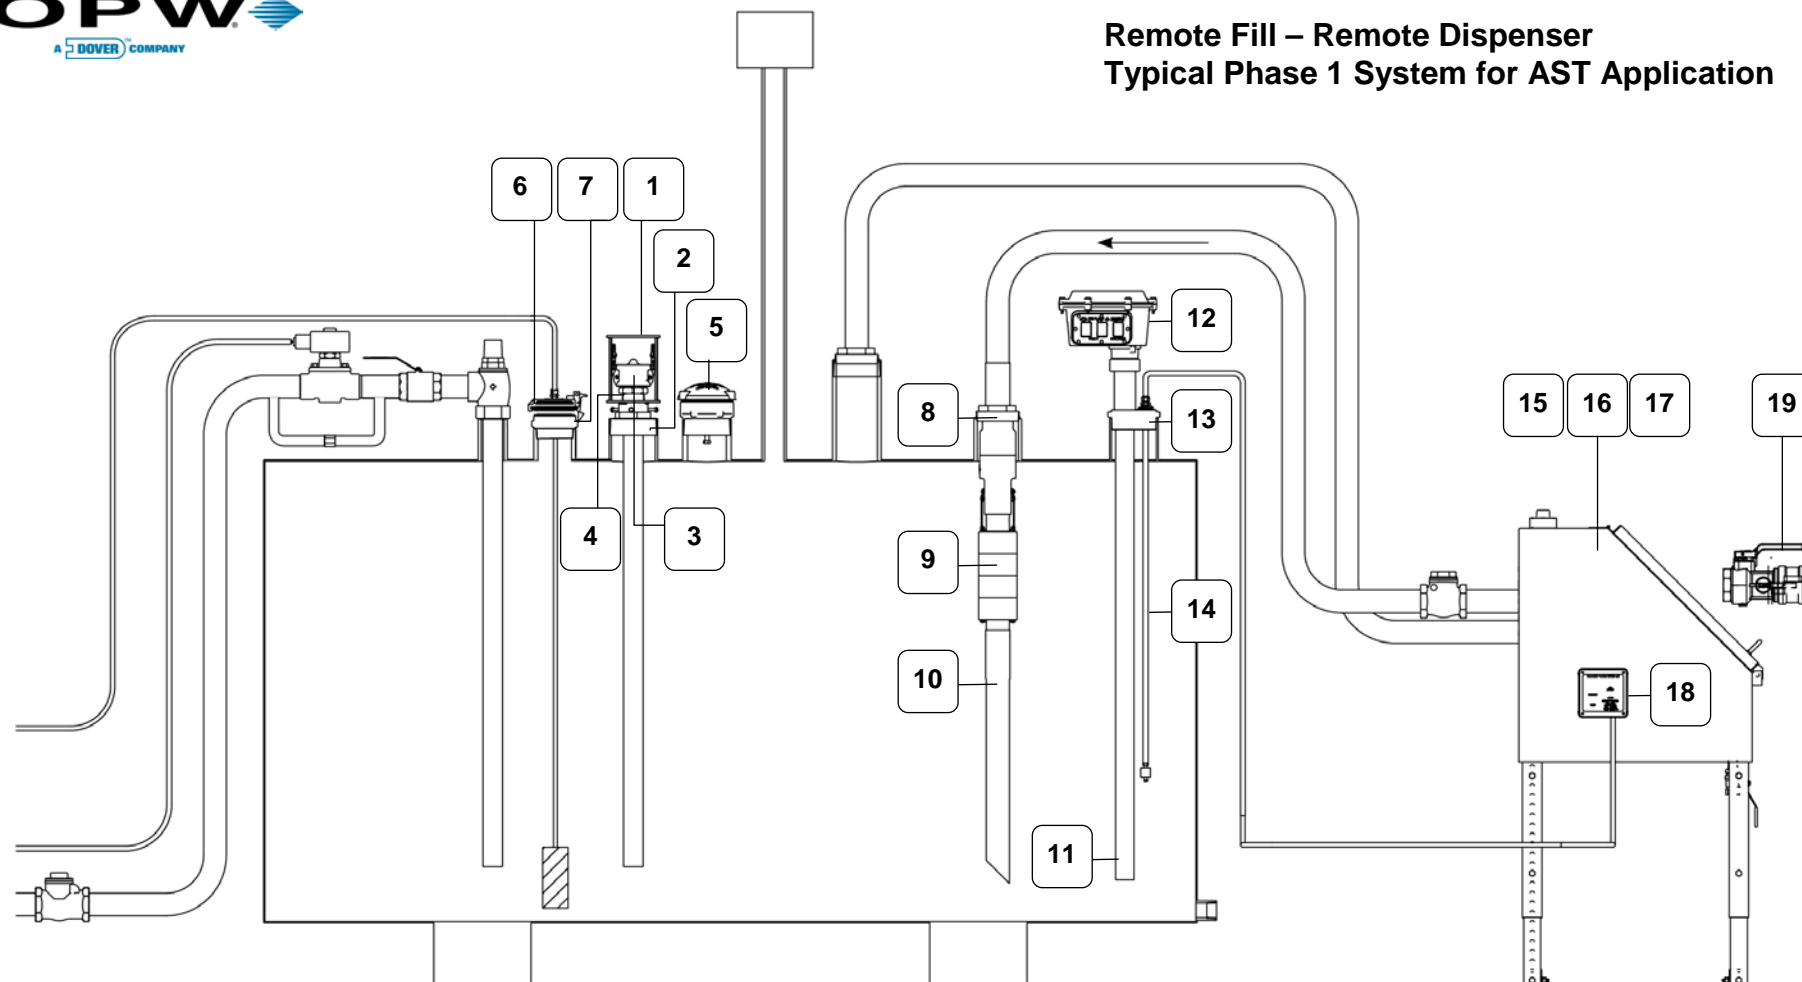 OPW
A DOVER COMPANY
Remote Fill – Remote Dispenser
Typical Phase 1 System for AST Application
6 7 1
2
5
12
8
13
15 16 17 19
4 3
9
14
10
18
11